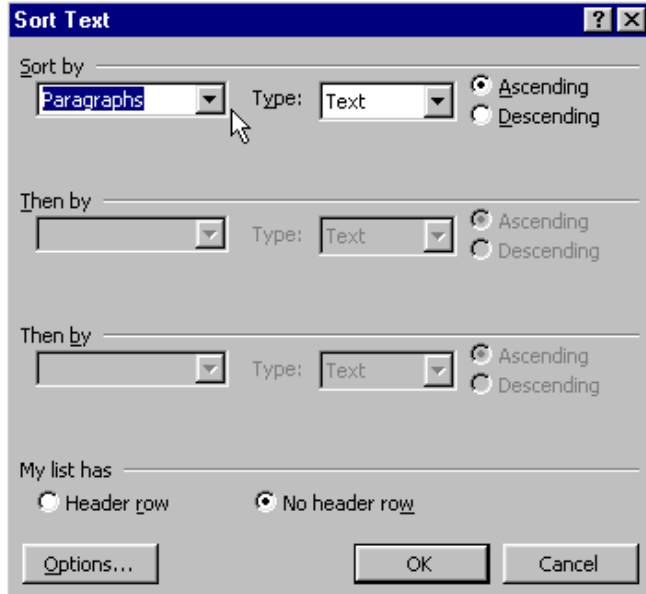 Sort Text
Sort by
Paragraphs Type: Text Ascending
Descending
Then by
Type: Text Ascending
Descending
Then by
Type: Text Ascending
Descending
My list has
Header row No header row
Options... OK Cancel